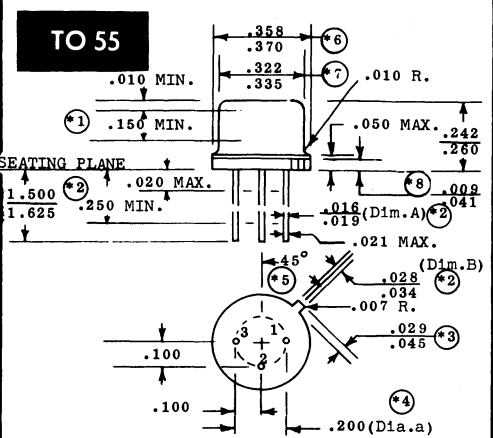 TO 55
.358
.370
*6
.322
.335
*7
.010 MIN.
.010 R.
*1
.150 MIN.
.050 MAX.
.242
.260
SEATING PLANE
1.500
1.625
*2
.020 MAX.
.250 MIN.
*8
.009
.041
.016
.019
(Dim.A)
*2
.021 MAX.
(Dim.B)
45°
*5
.028
.034
*2
.007 R.
.029
.045
*3
3
1
2
.100
.100
*4
.200(Dia.a)